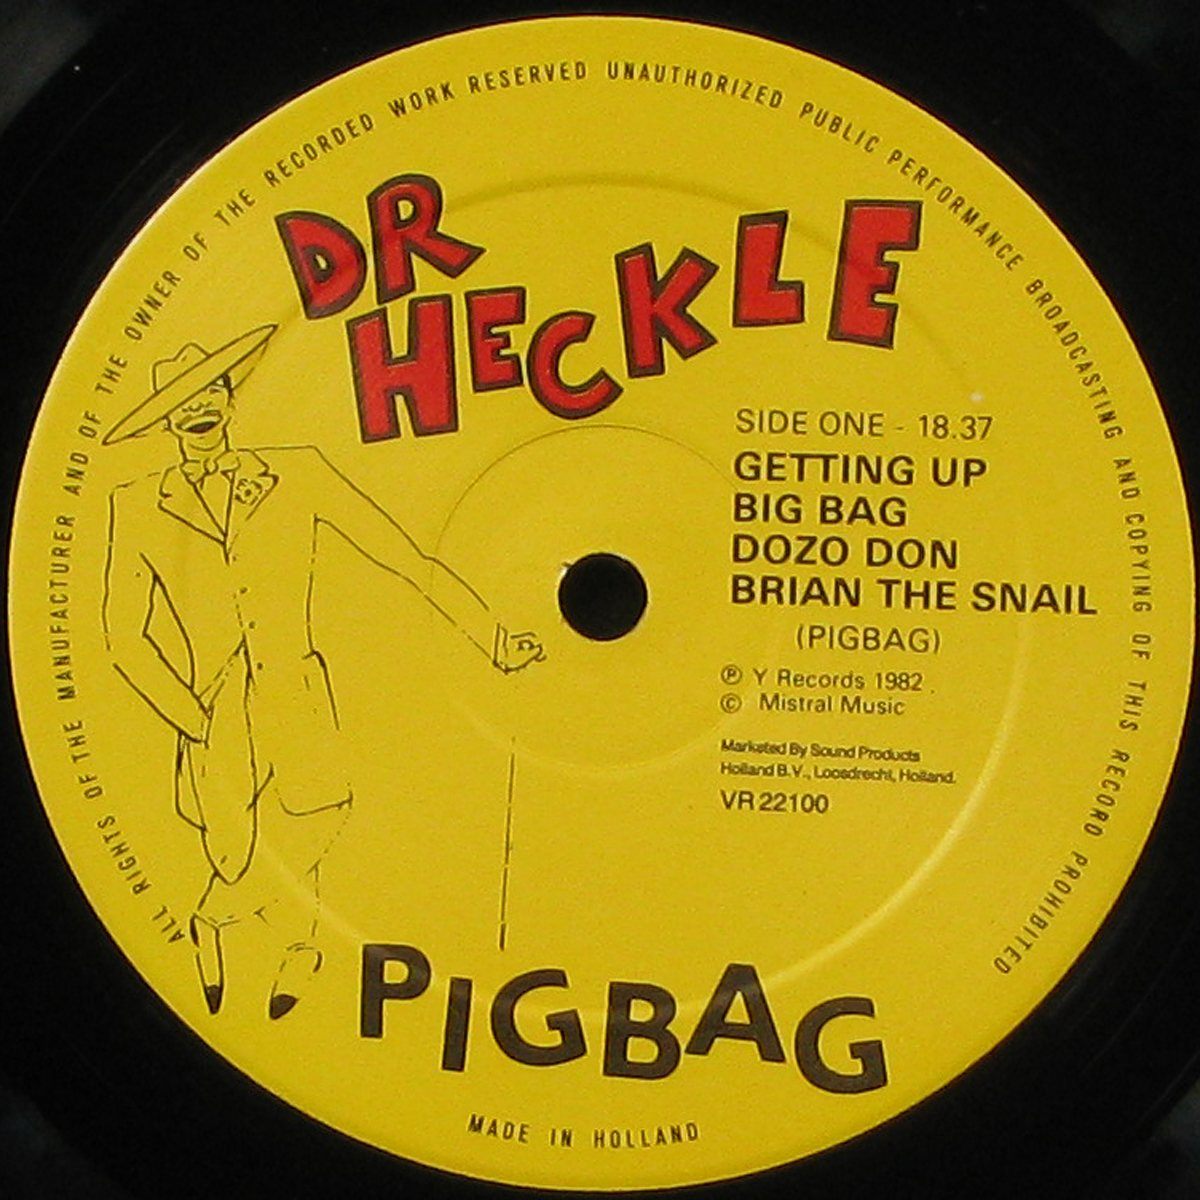 ALL RIGHTS OF THE MANUFACTURER AND OF THE OWNER OF THE RECORDED WORK RESERVED UNAUTHORIZED PUBLIC PERFORMANCE BROADCASTING AND COPYING OF THIS RECORD PROHIBITED
DR
HECKLE
SIDE ONE - 18.37
GETTING UP
BIG BAG
DOZO DON
BRIAN THE SNAIL
(PIGBAG)
℗ Y Records 1982
© Mistral Music
Marketed By Sound Products
Holland B.V., Loosdrecht, Holland.
VR 22100
PIGBAG
MADE IN HOLLAND